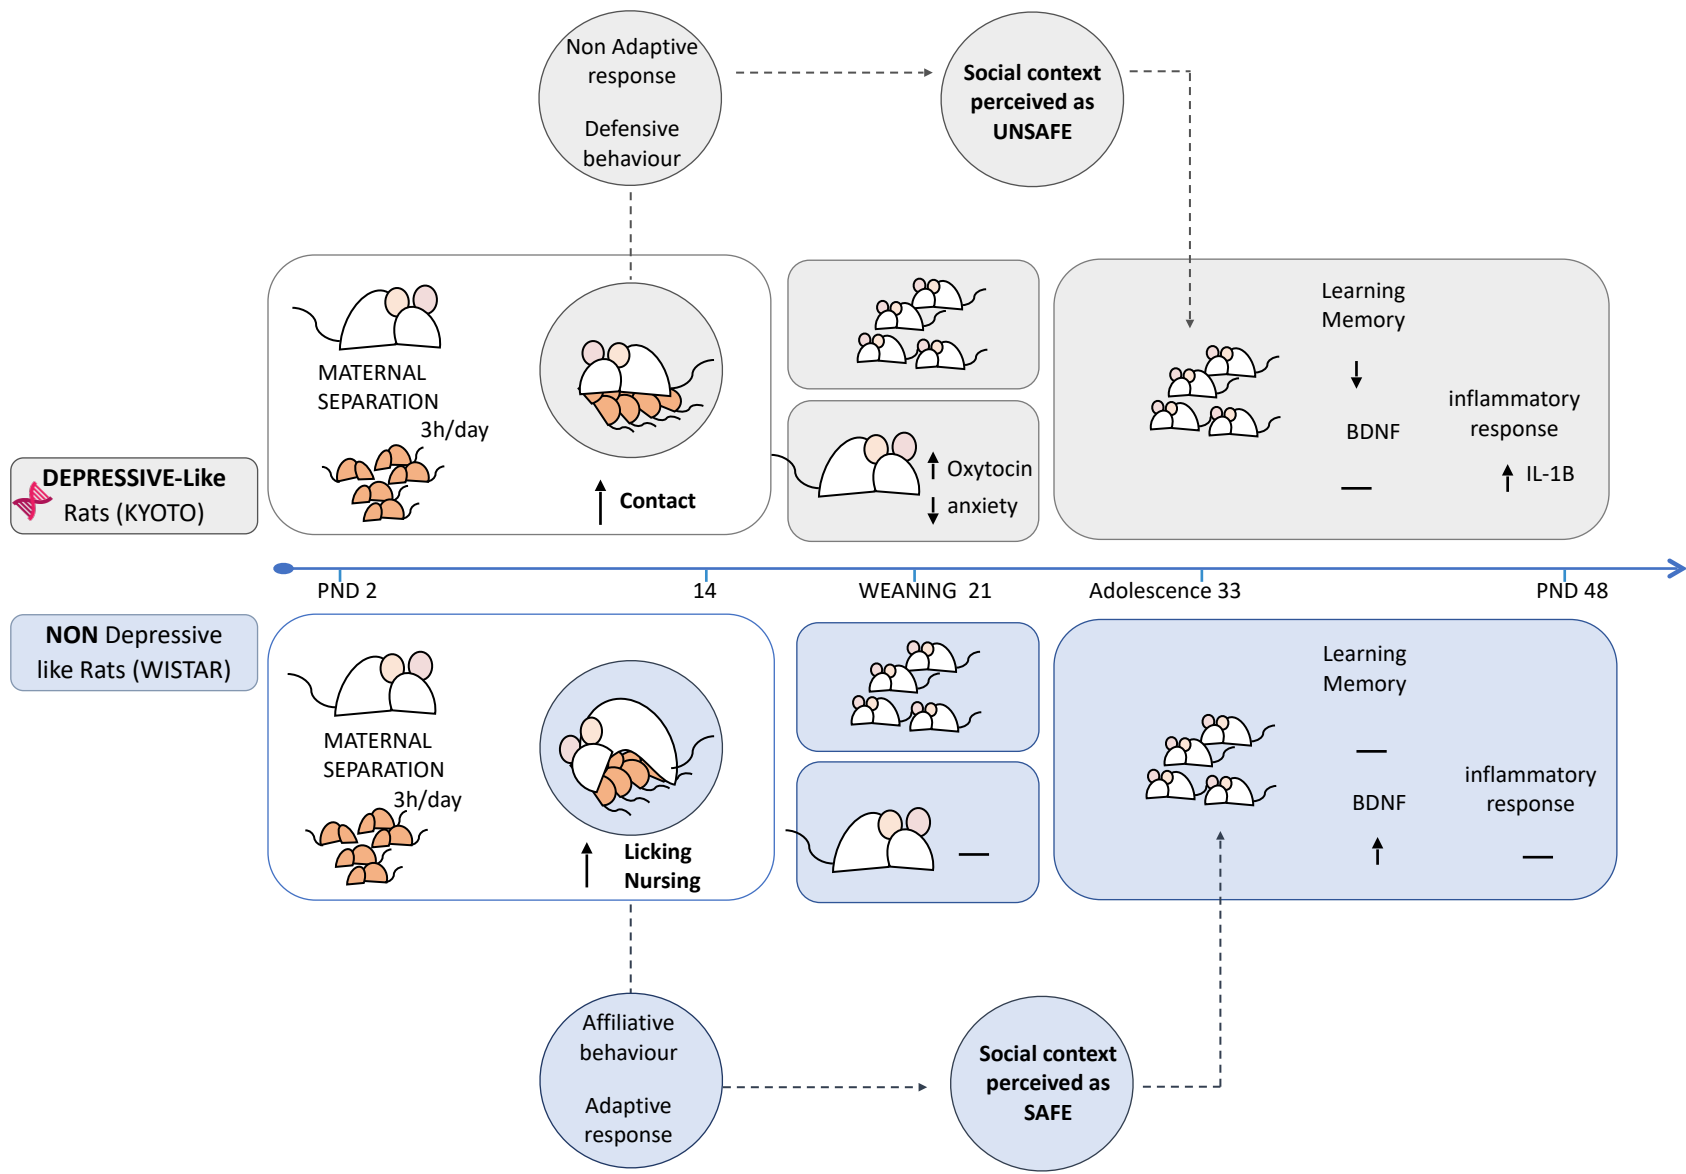 Non Adaptive
response
Defensive
behaviour
Social context
perceived as
UNSAFE
MATERNAL
SEPARATION
3h/day
Contact
Oxytocin
anxiety
Learning
Memory
BDNF
inflammatory
response
IL-1B
DEPRESSIVE-Like
Rats (KYOTO)
PND 2
14
WEANING 21
Adolescence 33
PND 48
NON Depressive
like Rats (WISTAR)
MATERNAL
SEPARATION
3h/day
Licking
Nursing
Learning
Memory
BDNF
inflammatory
response
Affiliative
behaviour
Adaptive
response
Social context
perceived as
SAFE